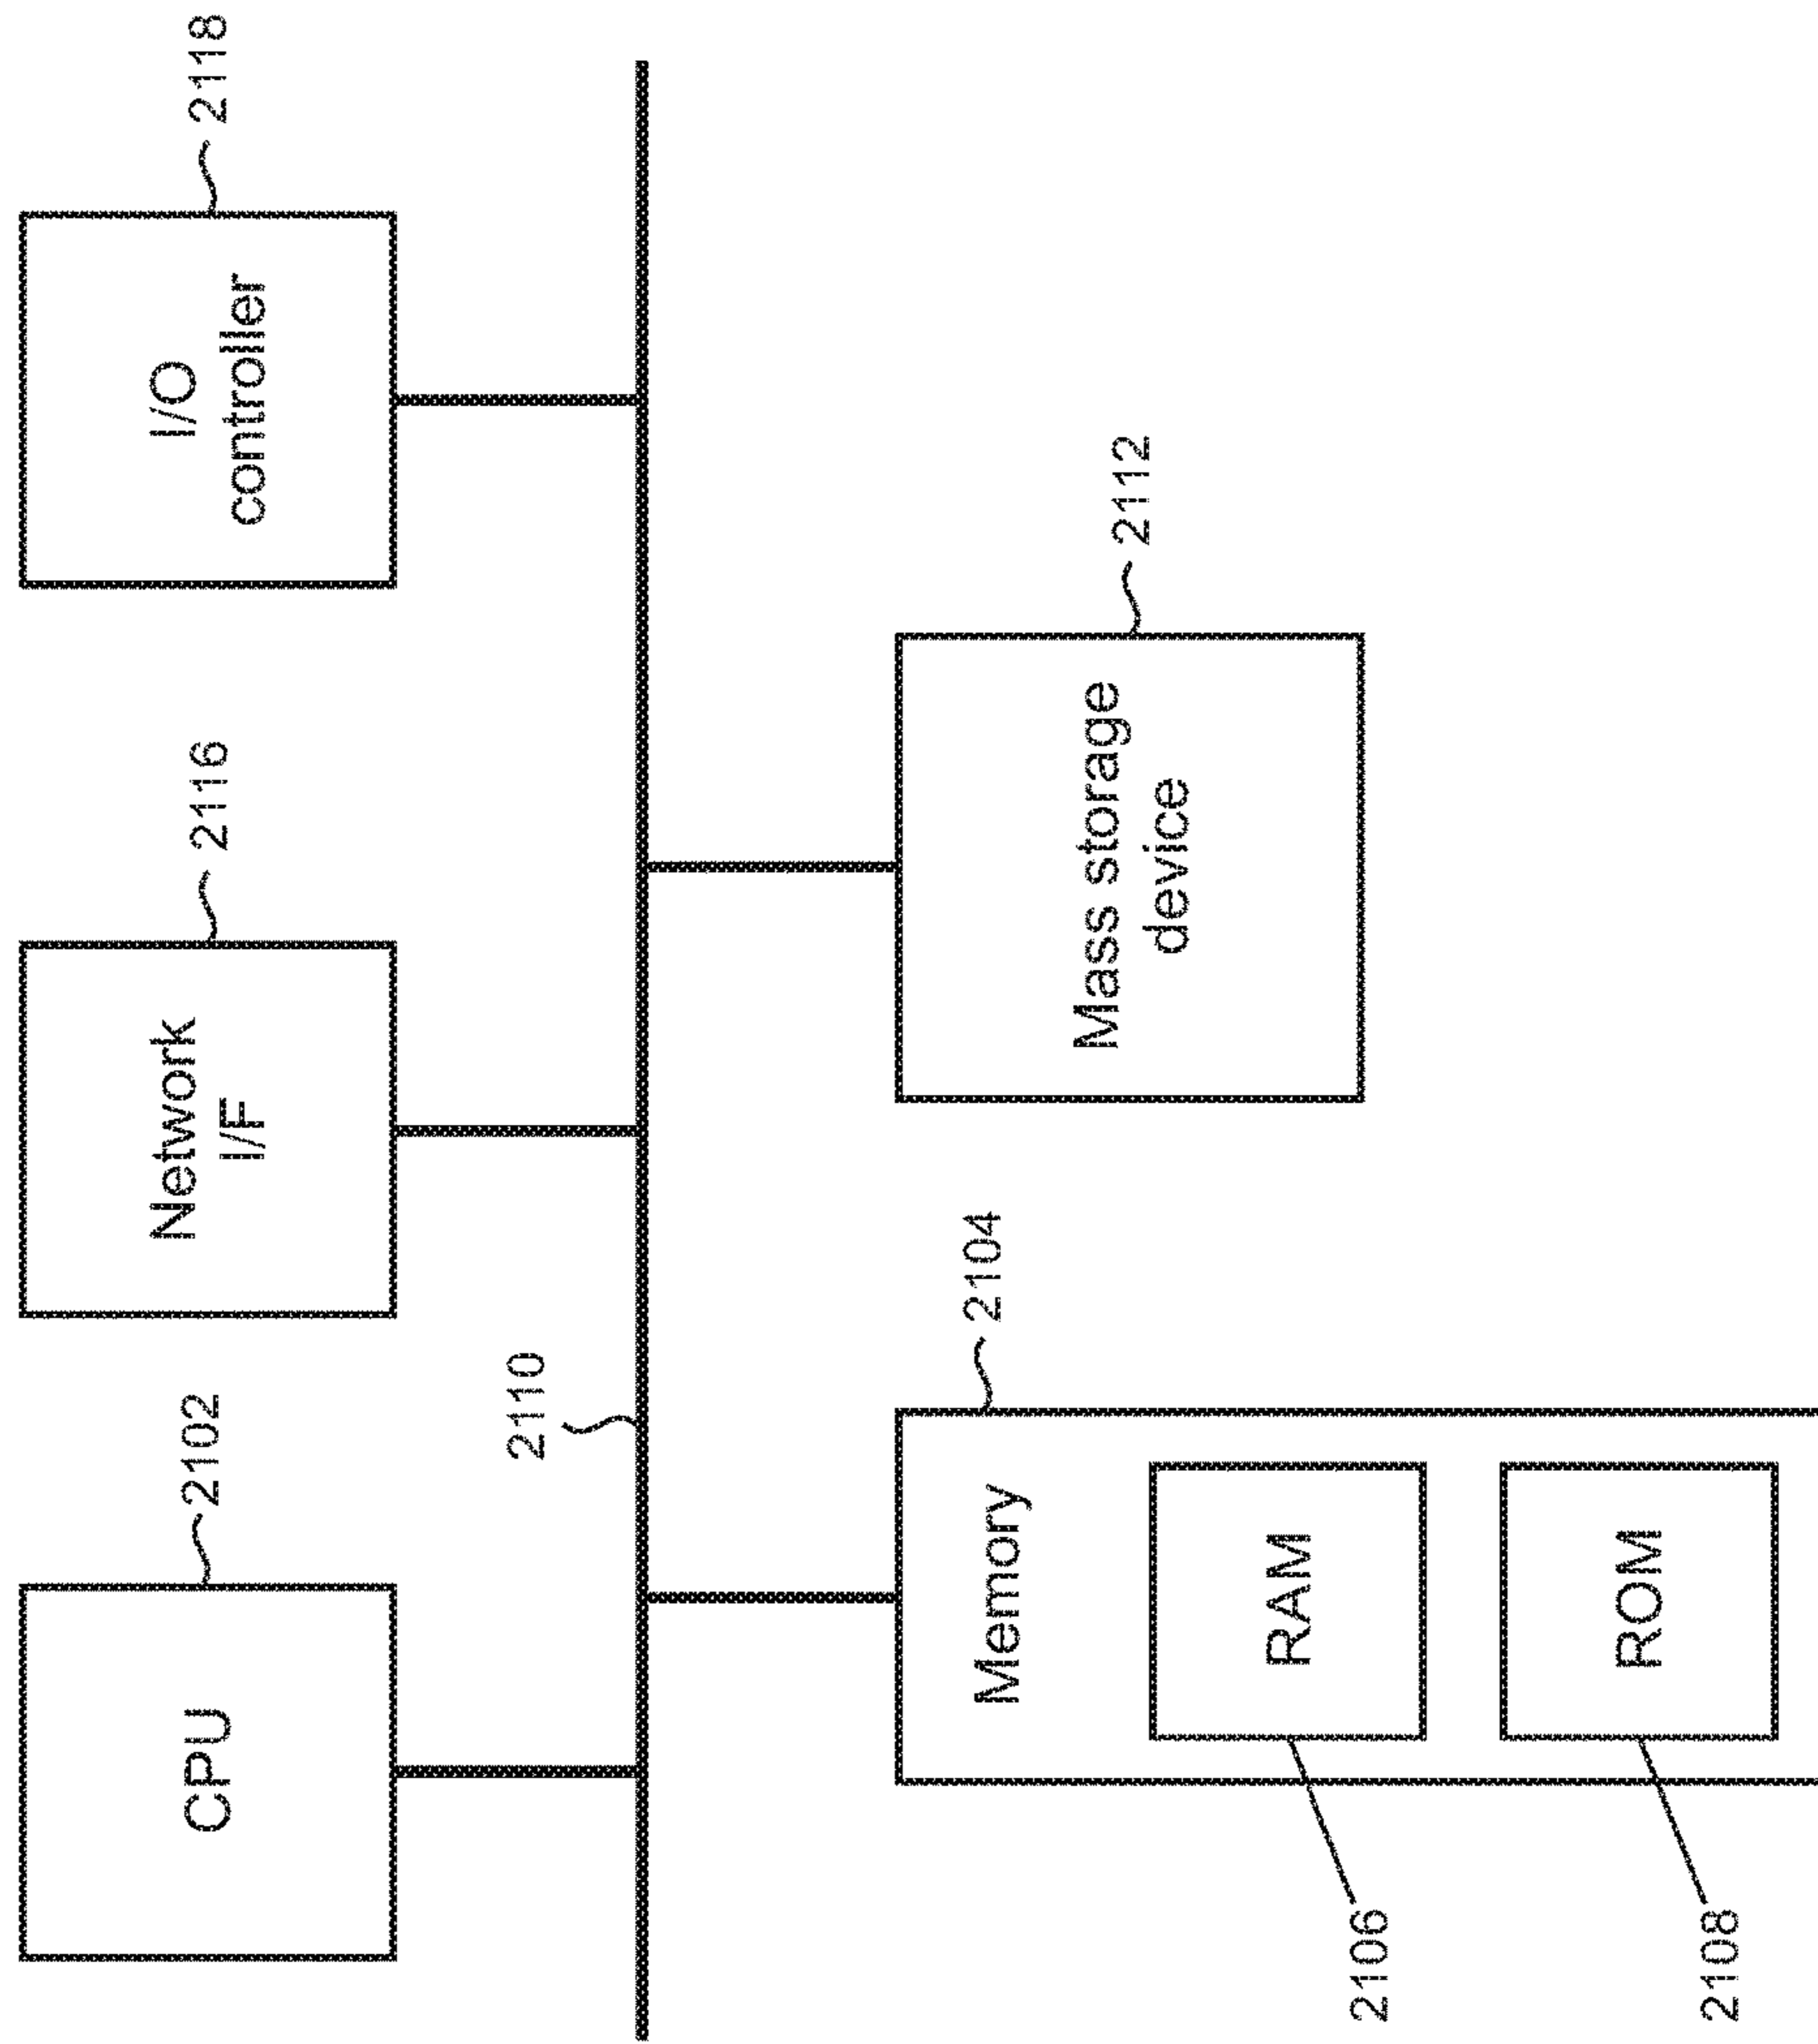 CPU
2102
Network
I/F
2116
I/O
controller
2118
2110
Memory
2104
RAM
2106
ROM
2108
Mass storage
device
2112